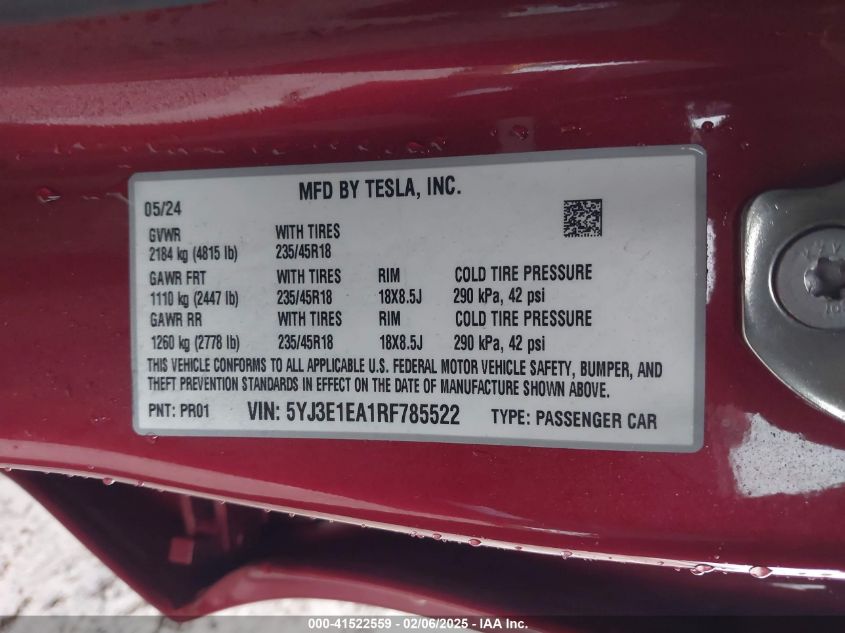 MFD BY TESLA, INC.
05/24
GVWR WITH TIRES
2184 kg (4815 lb) 235/45R18
GAWR FRT WITH TIRES RIM COLD TIRE PRESSURE
1110 kg (2447 lb) 235/45R18 18X8.5J 290 kPa, 42 psi
GAWR RR WITH TIRES RIM COLD TIRE PRESSURE
1260 kg (2778 lb) 235/45R18 18X8.5J 290 kPa, 42 psi
THIS VEHICLE CONFORMS TO ALL APPLICABLE U.S. FEDERAL MOTOR VEHICLE SAFETY, BUMPER, AND
THEFT PREVENTION STANDARDS IN EFFECT ON THE DATE OF MANUFACTURE SHOWN ABOVE.
PNT: PR01 VIN: 5YJ3E1EA1RF785522 TYPE: PASSENGER CAR
000-41522559 - 02/06/2025 - IAA Inc.